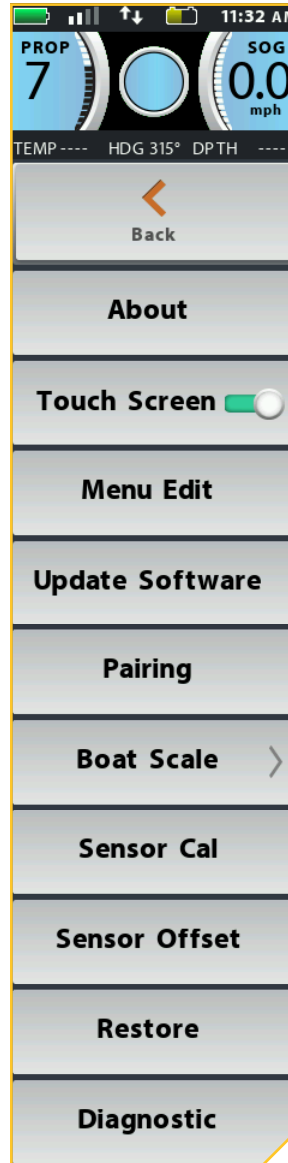 11:32 AM
PROP
SOG
7
0.0
mph
TEMP ---- HDG 315° DPTH ----
Back
About
Touch Screen
Menu Edit
Update Software
Pairing
Boat Scale
Sensor Cal
Sensor Offset
Restore
Diagnostic